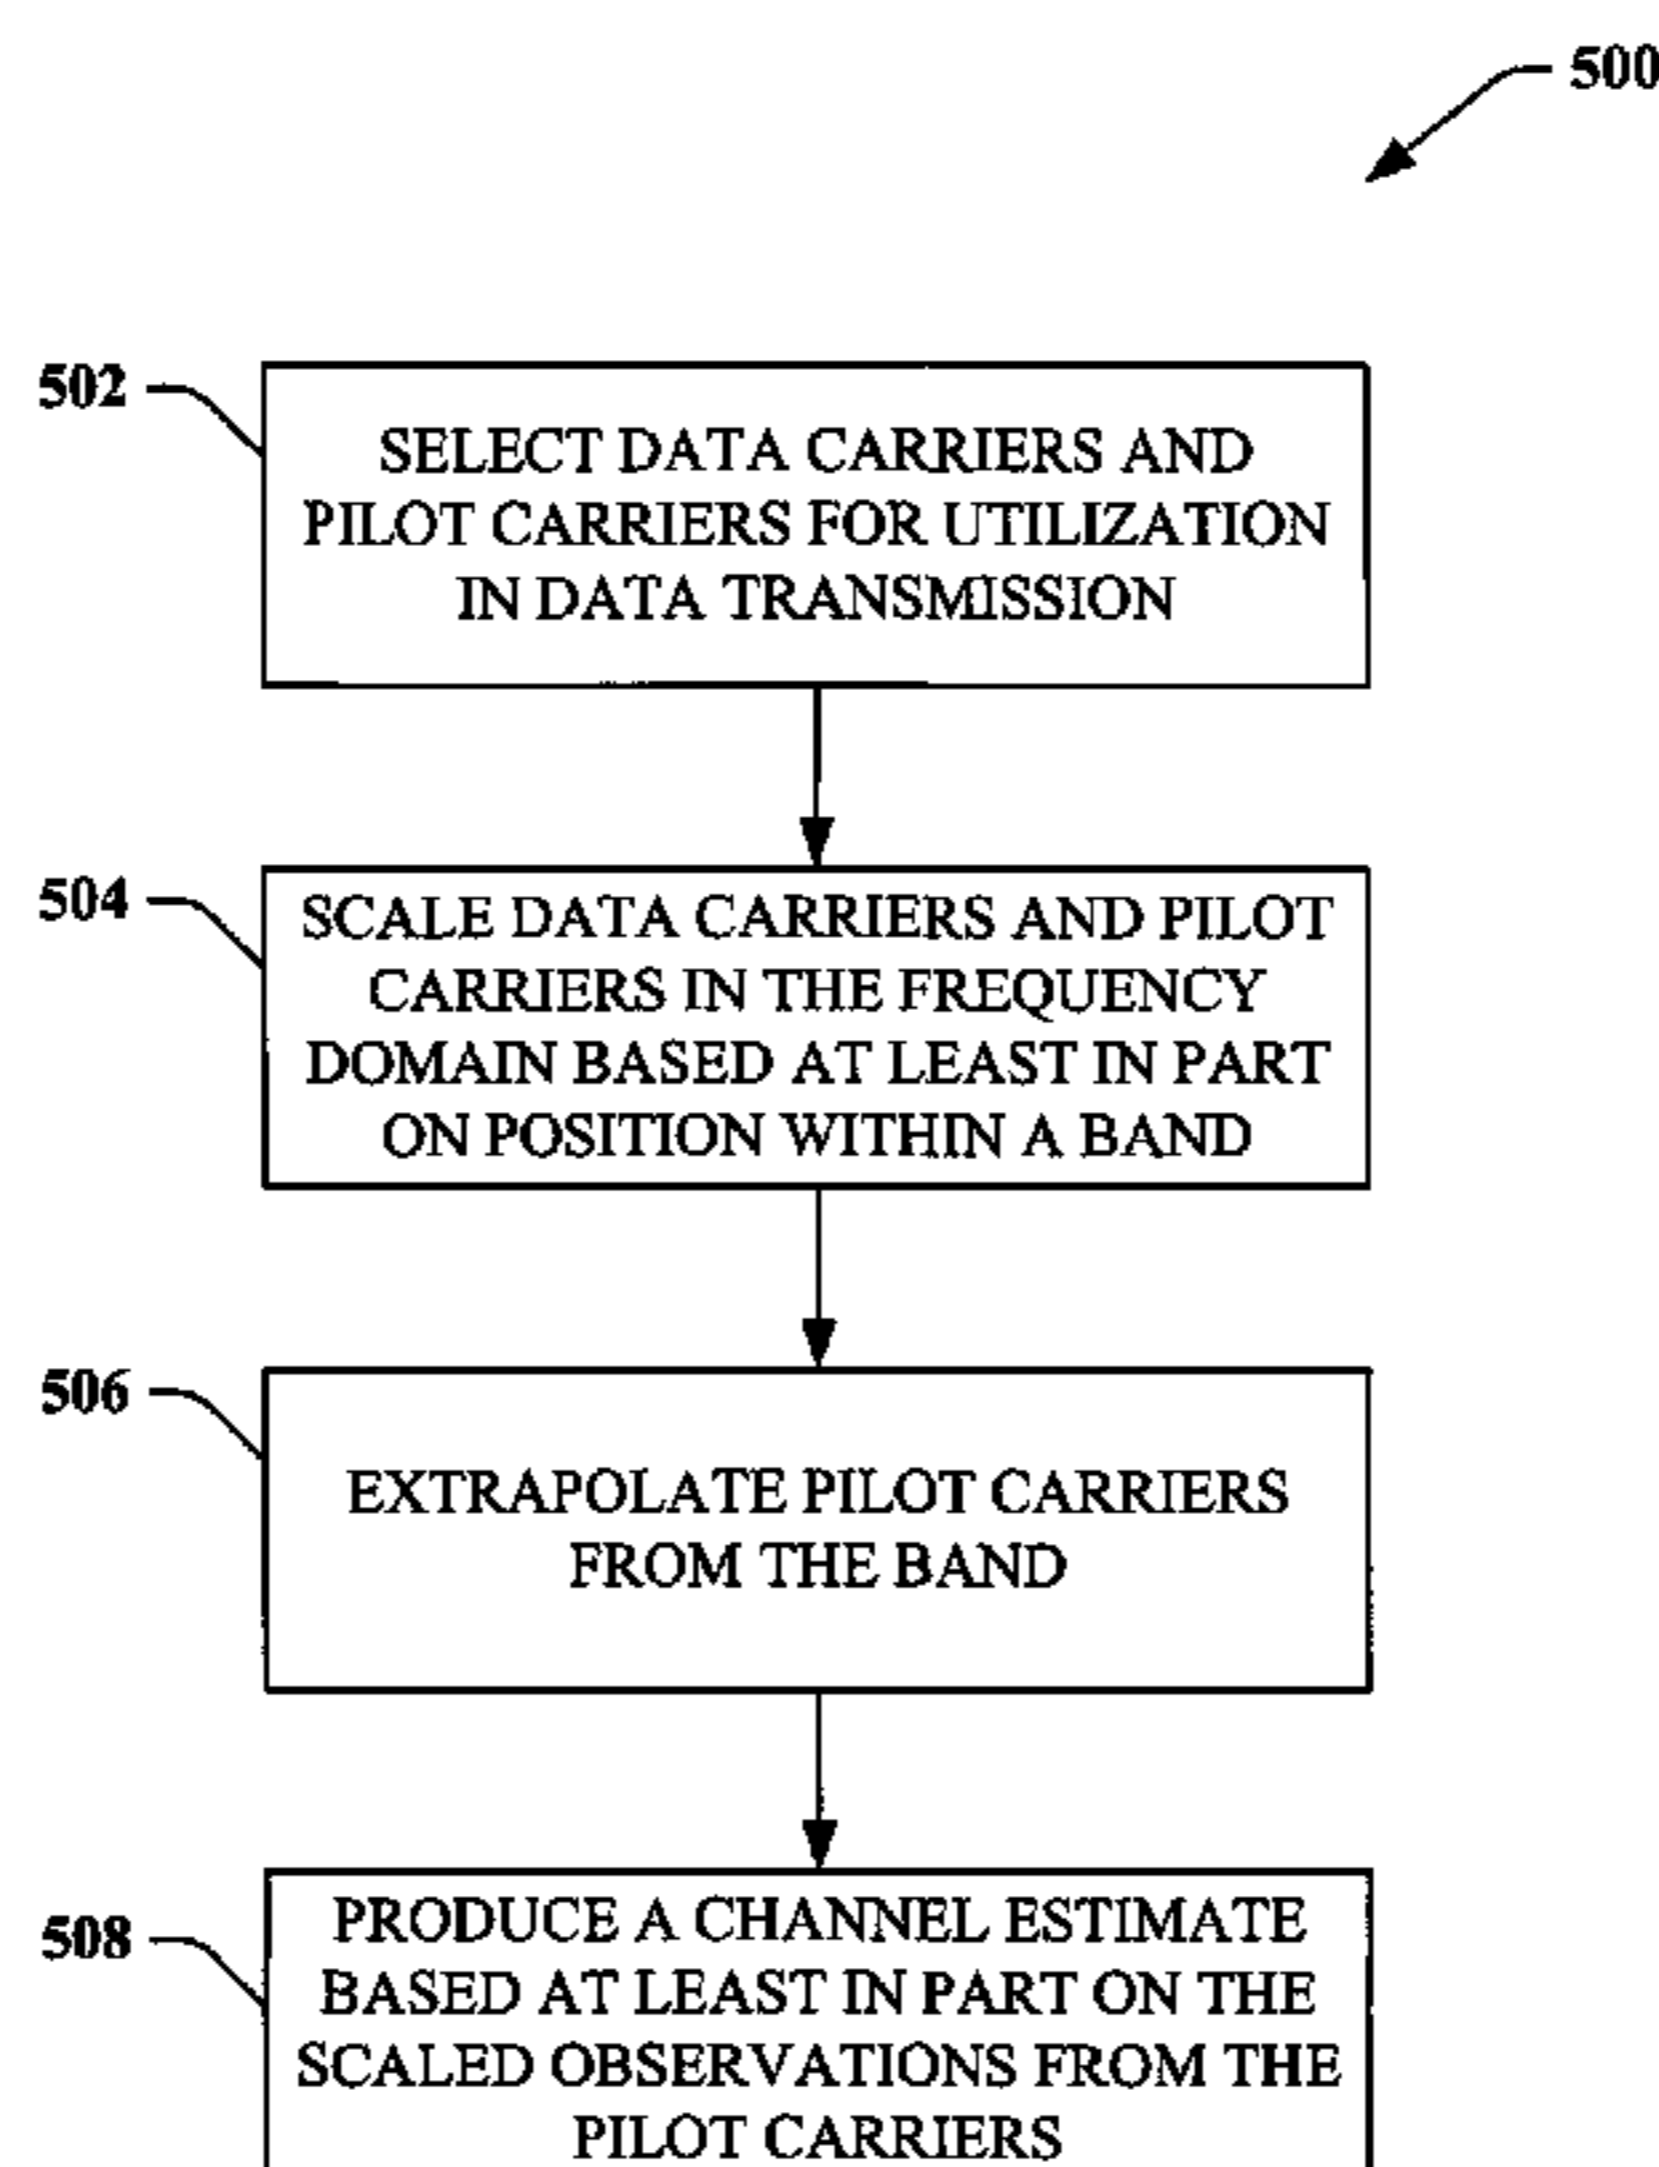 500
502
SELECT DATA CARRIERS AND
PILOT CARRIERS FOR UTILIZATION
IN DATA TRANSMISSION
504
SCALE DATA CARRIERS AND PILOT
CARRIERS IN THE FREQUENCY
DOMAIN BASED AT LEAST IN PART
ON POSITION WITHIN A BAND
506
EXTRAPOLATE PILOT CARRIERS
FROM THE BAND
508
PRODUCE A CHANNEL ESTIMATE
BASED AT LEAST IN PART ON THE
SCALED OBSERVATIONS FROM THE
PILOT CARRIERS